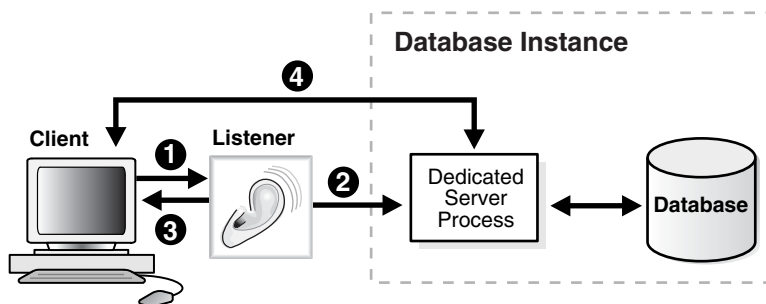 Database Instance
4
Client
Listener
1
2
3
Dedicated
Server
Process
Database